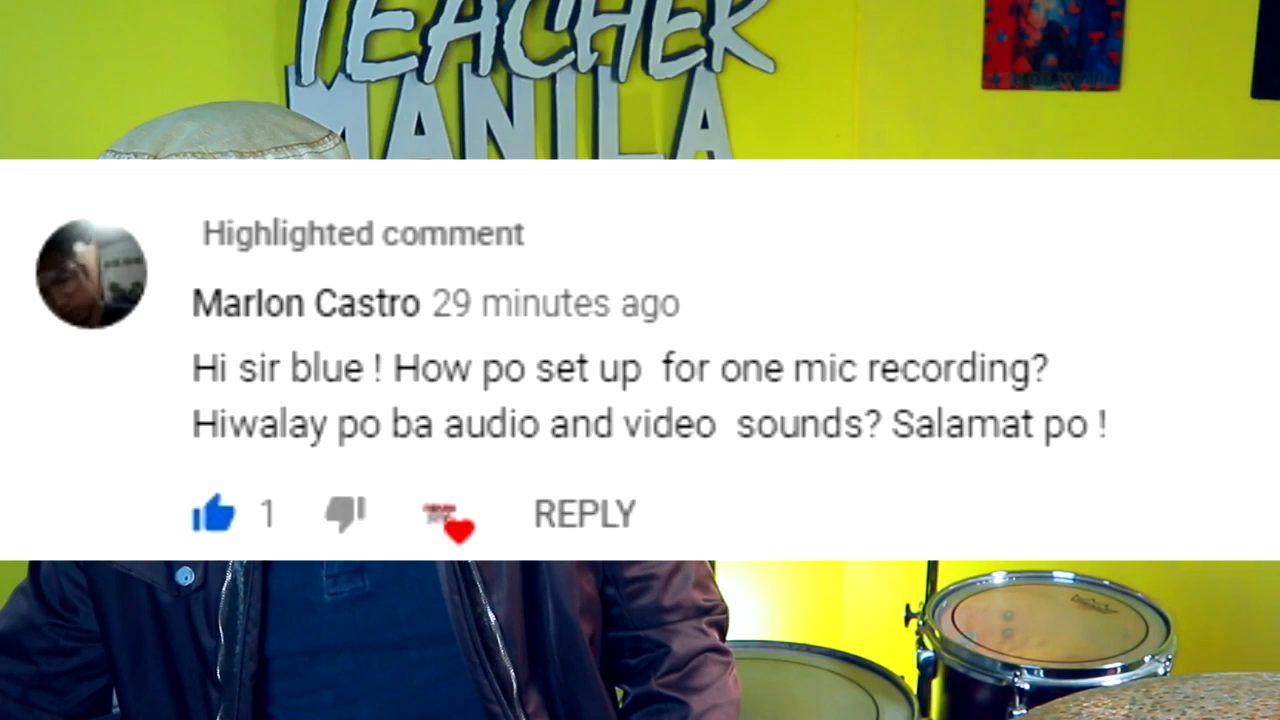 TEACHER
MANILA
Highlighted comment
Marlon Castro 29 minutes ago
Hi sir blue ! How po set up for one mic recording?
Hiwalay po ba audio and video sounds? Salamat po !
1 REPLY